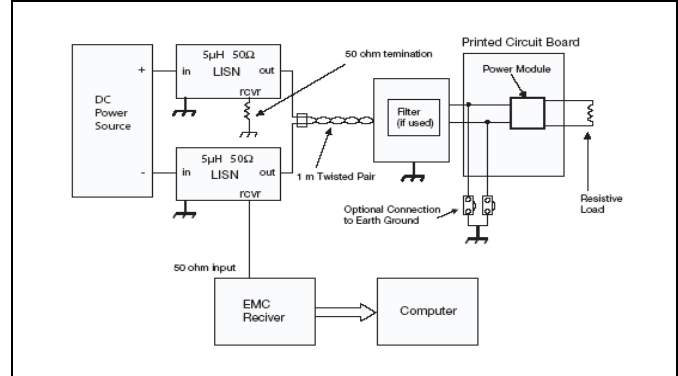 Printed Circuit Board
50 ohm temination
Power Module
5µH 50Ω
LISN
in
out
rcvr
+
DC
Power
Source
-
Filter
(if used)
5µH 50Ω
LISN
in
out
rcvr
1 m Twisted Pair
Optional Connection
to Earth Ground
Resistive
Load
50 ohm input
EMC
Reciver
Computer